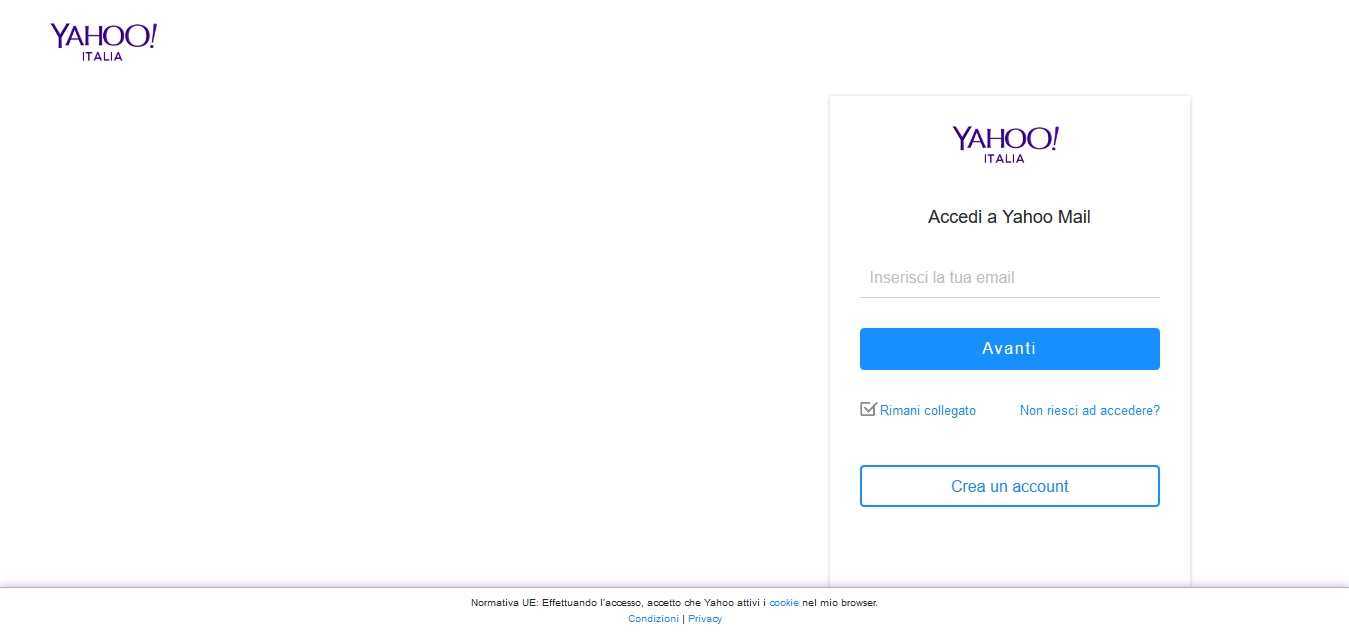 YAHOO!
ITALIA
YAHOO!
ITALIA
Accedi a Yahoo Mail
Inserisci la tua email
Avanti
Rimani collegato Non riesci ad accedere?
Crea un account
Normativa UE: Effettuando l'accesso, accetto che Yahoo attivi i cookie nel mio browser.
Condizioni | Privacy